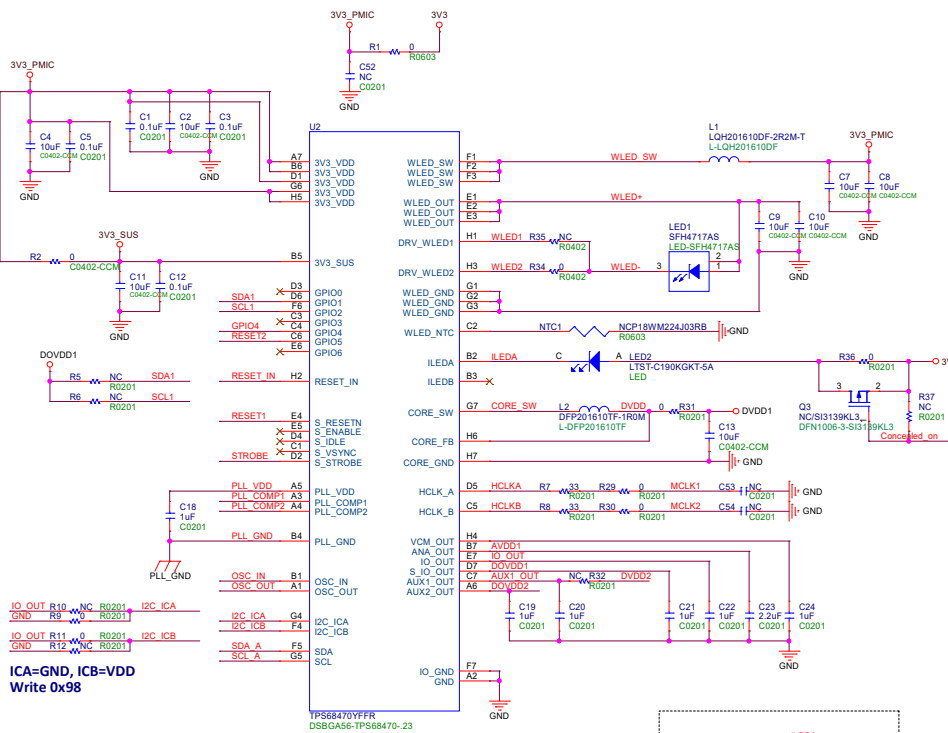 3V3_PMIC
3V3
R1 0
R0603
C52
NC
C0201
GND
3V3_PMIC
C4
10uF
C0402-CCM
C5
0.1uF
C0201
GND
C1
0.1uF
C0201
C2
10uF
C0402-CCM
C3
0.1uF
C0201
GND
3V3_SUS
R2 0
C0402-CCM
C11
10uF
C0402-CCM
C12
0.1uF
C0201
GND
DOVDD1
R5 NC SDA1
R0201
R6 NC SCL1
R0201
SDA1
SCL1
GPIO4
RESET2
RESET_IN
RESET1
STROBE
PLL_VDD
PLL_COMP1
PLL_COMP2
C18
1uF
C0201
PLL_GND
PLL_GND
OSC_IN
OSC_OUT
IO_OUT R10 NC R0201 I2C_ICA
GND R9 0 R0201
IO_OUT R11 0 R0201 I2C_ICB
GND R12 NC R0201
I2C_ICA
I2C_ICB
SDA_A
SCL_A
ICA=GND, ICB=VDD
Write 0x98
U2
A7 3V3_VDD
B6 3V3_VDD
D1 3V3_VDD
G6 3V3_VDD
H5 3V3_VDD
B5 3V3_SUS
D3 GPIO0
D6 GPIO1
F6 GPIO2
C3 GPIO3
C4 GPIO4
C6 GPIO5
E6 GPIO6
H2 RESET_IN
E4 S_RESETN
E5 S_ENABLE
D4 S_IDLE
C1 S_VSYNC
D2 S_STROBE
A5 PLL_VDD
A3 PLL_COMP1
A4 PLL_COMP2
B4 PLL_GND
B1 OSC_IN
A1 OSC_OUT
G4 I2C_ICA
F4 I2C_ICB
F5 SDA
G5 SCL
WLED_SW F1
WLED_SW F2
WLED_SW F3
WLED_OUT E1
WLED_OUT E2
WLED_OUT E3
DRV_WLED1 H1
DRV_WLED2 H3
WLED_GND G1
WLED_GND G2
WLED_GND G3
WLED_NTC C2
ILEDA B2
ILEDB B3
CORE_SW G7
CORE_FB H6
CORE_GND H7
HCLK_A D5
HCLK_B C5
VCM_OUT H4
ANA_OUT B7
IO_OUT E7
S_IO_OUT D7
AUX1_OUT C7
AUX2_OUT A6
IO_GND F7
GND A2
TPS68470YFFR
DSBGA56-TPS68470-.23
GND
WLED_SW
L1
LQH201610DF-2R2M-T
L-LQH201610DF
3V3_PMIC
C7
10uF
C0402-CCM
C8
10uF
C0402-CCM
GND
WLED+
C9
10uF
C0402-CCM
C10
10uF
C0402-CCM
GND
LED1
SFH4717AS
LED-SFH4717AS
3 2
1
WLED1 R35 NC
R0402
WLED2 R34 0 WLED-
R0402
NTC1 NCP18WM224J03RB
R0603
GND
ILEDA C A LED2
LTST-C190KGKT-5A
LED
R36 0
R0201
3 2
Q3
NC/SI3139KL3
DFN1006-3-SI3139KL3
R37
NC
R0201
Concealed_on
CORE_SW L2 DVDD 0 R31 DVDD1
DFP201610TF-1R0M
L-DFP201610TF
R0201
C13
10uF
C0402-CCM
GND
HCLKA R7 33 R29 0 MCLK1 C53 NC GND
R0201 R0201 C0201
HCLKB R8 33 R30 0 MCLK2 C54 NC GND
R0201 R0201 C0201
AVDD1
IO_OUT
DOVDD1
AUX1_OUT NC R32 DVDD2
R0201
DOVDD2
C19
1uF
C0201
C20
1uF
C0201
C21
1uF
C0201
C22
1uF
C0201
C23
2.2uF
C0201
C24
1uF
C0201
GND